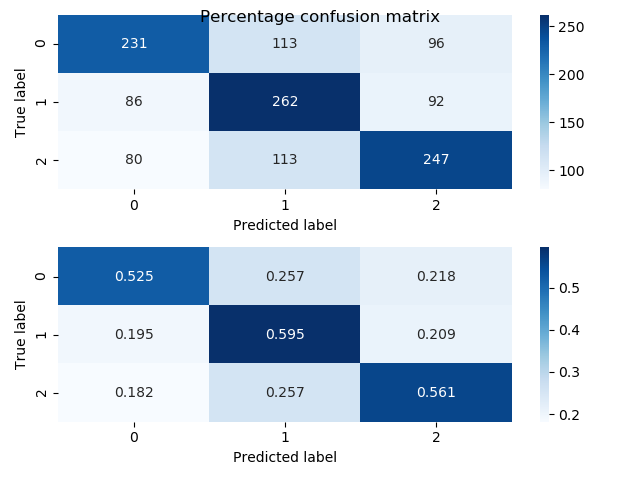 Percentage confusion matrix
True label
0 231 113 96
1 86 262 92
2 80 113 247
0 1 2
Predicted label
250
200
150
100
True label
0 0.525 0.257 0.218
1 0.195 0.595 0.209
2 0.182 0.257 0.561
0 1 2
Predicted label
0.5
0.4
0.3
0.2